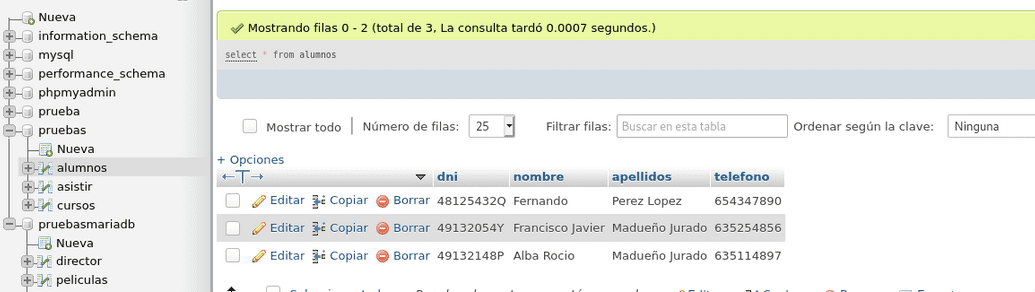 Nueva
information_schema
mysql
performance_schema
phpmyadmin
prueba
pruebas
Nueva
alumnos
asistir
cursos
pruebasmariadb
Nueva
director
peliculas
Mostrando filas 0 - 2 (total de 3, La consulta tardó 0.0007 segundos.)
select * from alumnos
Mostrar todo | Número de filas: 25 Filtrar filas: Buscar en esta tabla Ordenar según la clave: Ninguna
+ Opciones
←T→ dni nombre apellidos telefono
Editar Copiar Borrar 48125432Q Fernando Perez Lopez 654347890
Editar Copiar Borrar 49132054Y Francisco Javier Madueño Jurado 635254856
Editar Copiar Borrar 49132148P Alba Rocio Madueño Jurado 635114897